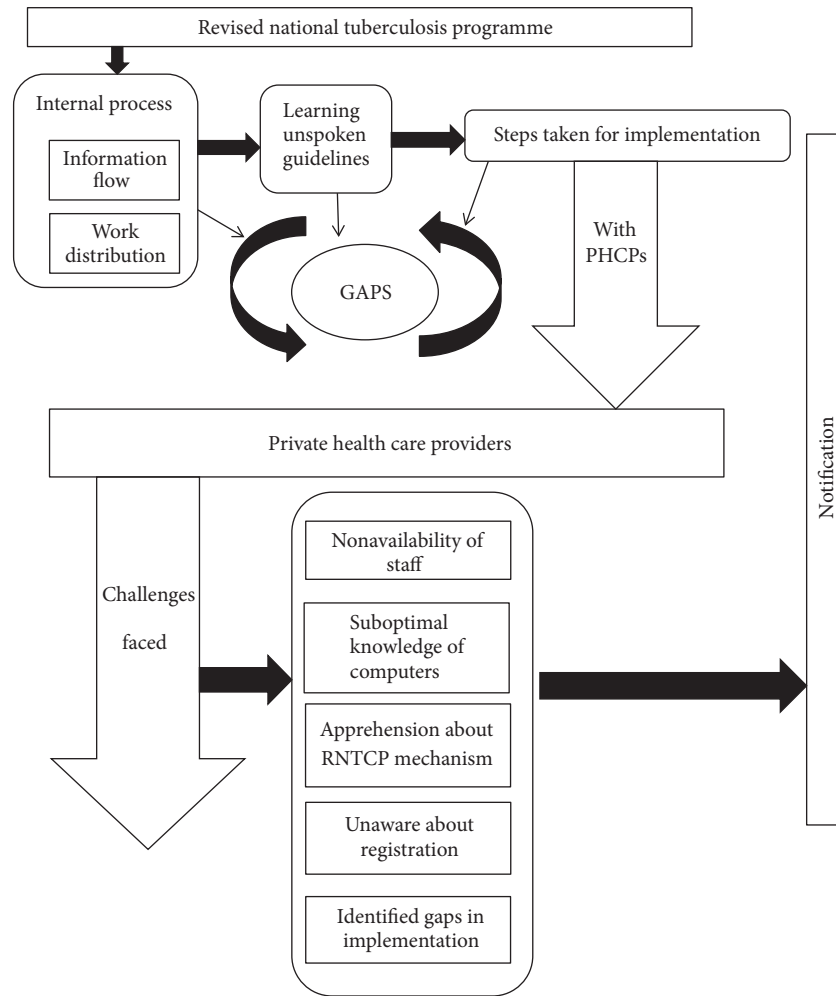 Revised national tuberculosis programme
Internal process
Information
flow
Work
distribution
Learning
unspoken
guidelines
Steps taken for implementation
GAPS
With
PHCPs
Private health care providers
Challenges
faced
Nonavailability of
staff
Suboptimal
knowledge of
computers
Apprehension about
RNTCP mechanism
Unaware about
registration
Identified gaps in
implementation
Notification